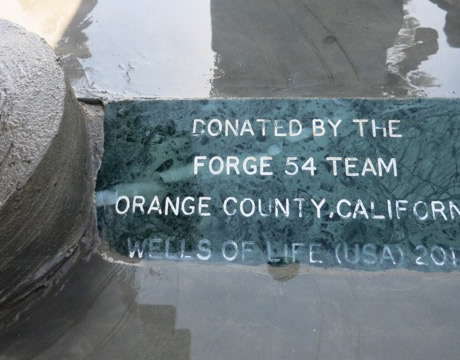 DONATED BY THE
FORGE 54 TEAM
ORANGE COUNTY, CALIFORN
WELLS OF LIFE (USA) 201